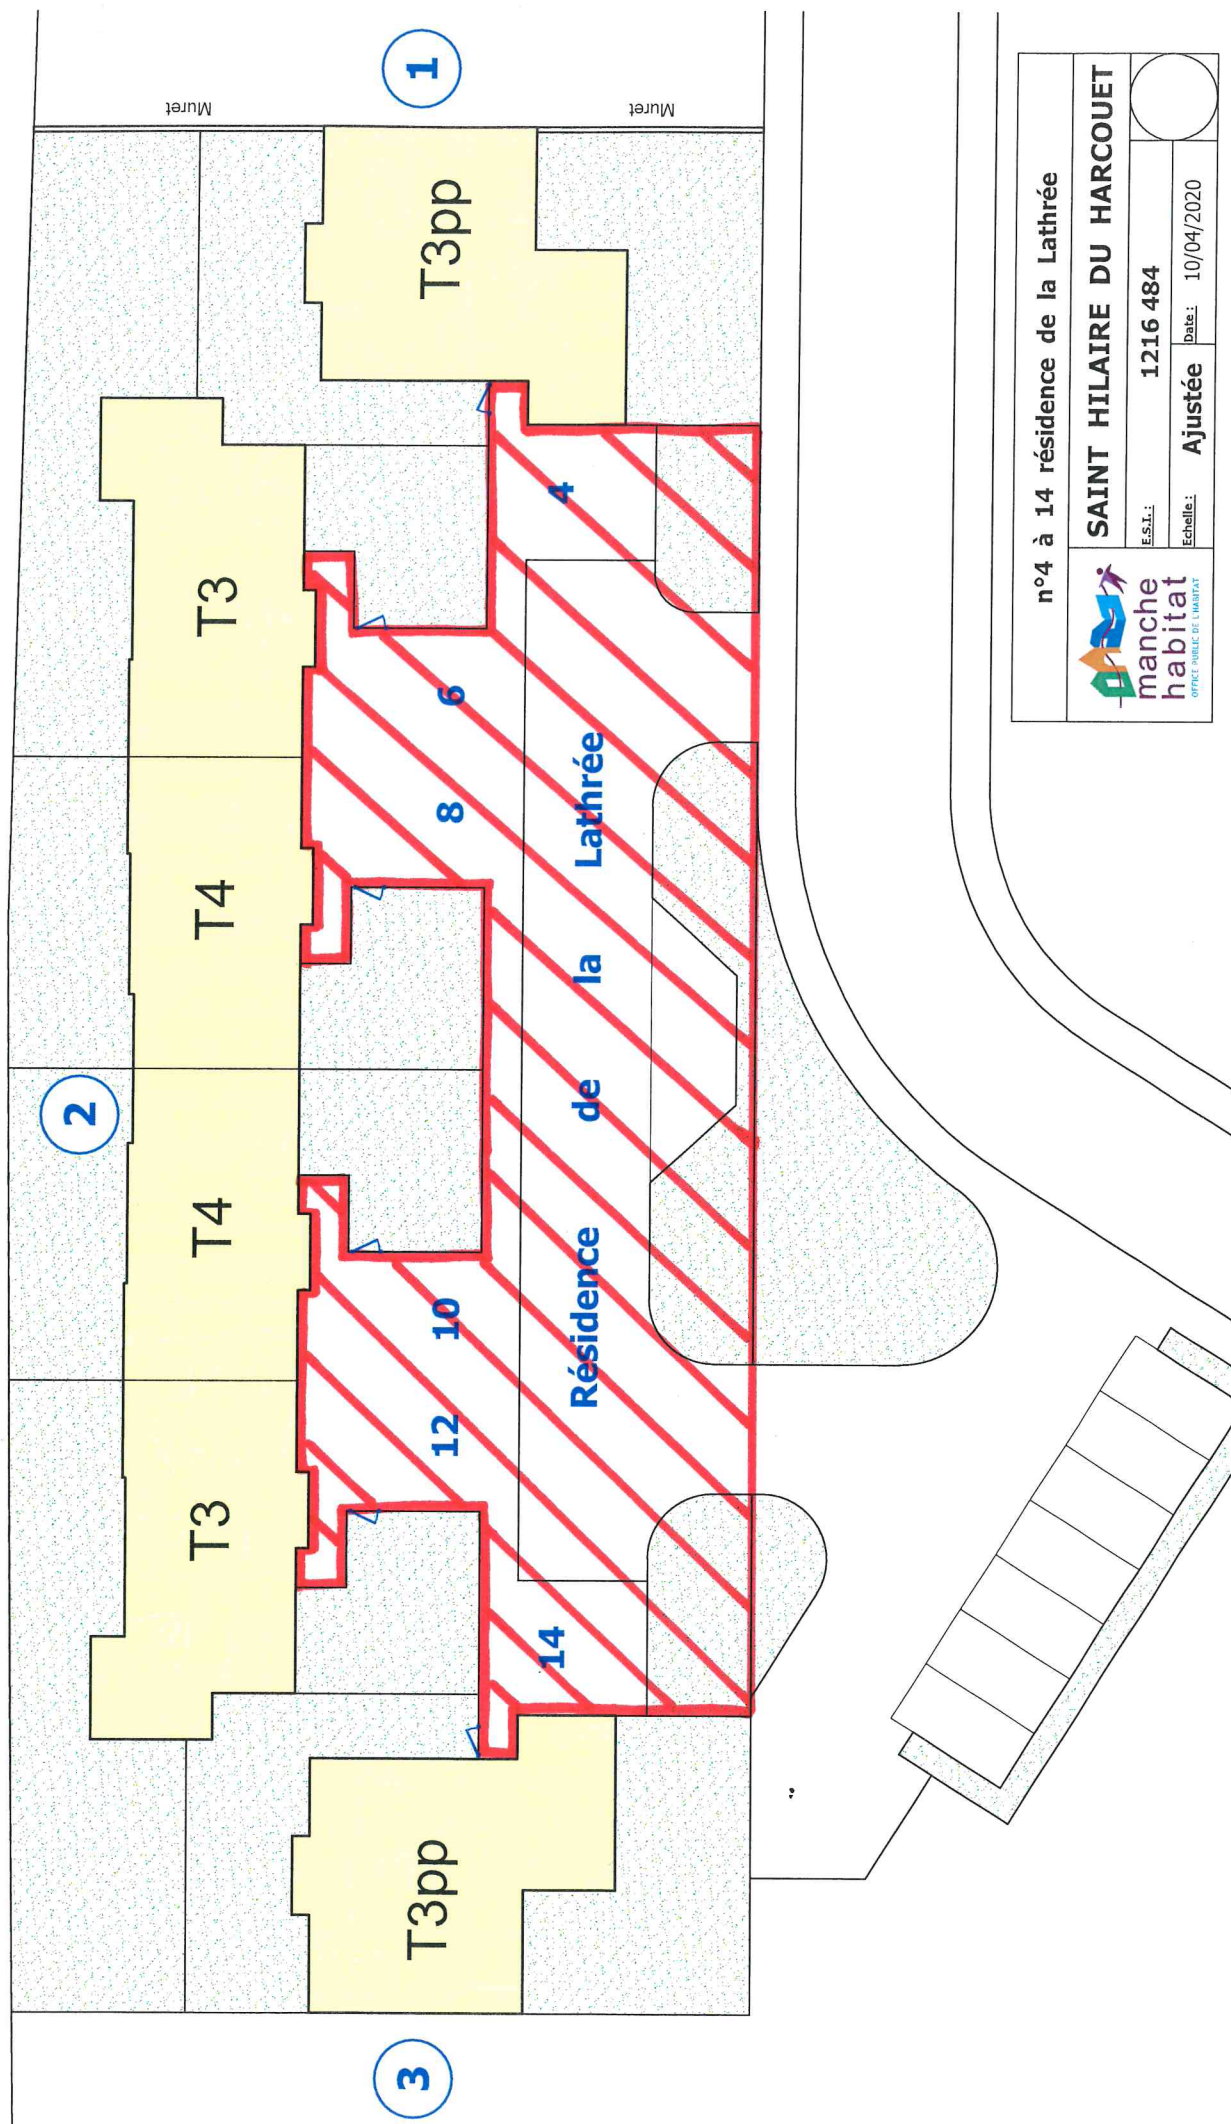 3
2
1
T3pp
T3
T4
T4
T3
T3pp
Muret
Muret
14
12
10
8
6
4
Résidence de la Lathrée
n°4 à 14 résidence de la Lathrée
manche
habitat
OFFICE PUBLIC DE L'HABITAT
SAINT HILAIRE DU HARCOUET
E.S.I. : 1216 484
Echelle : Ajustée Date : 10/04/2020